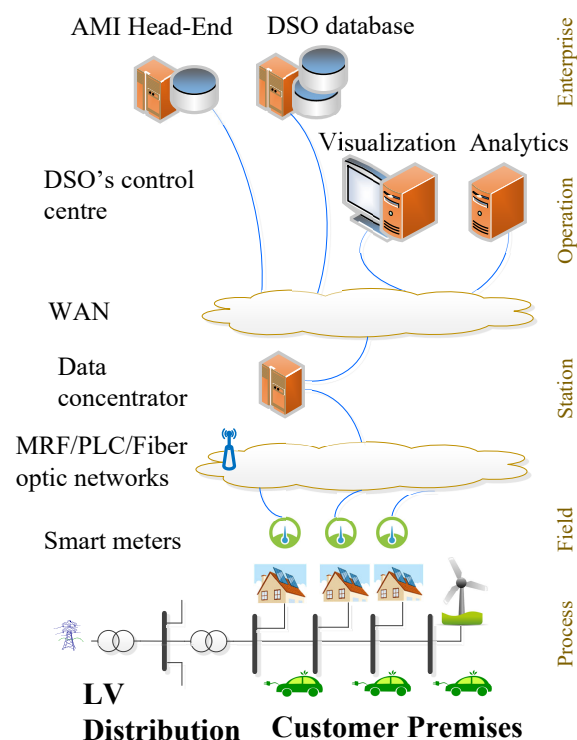 AMI Head-End
DSO database
Enterprise
Visualization
Analytics
DSO's control
centre
Operation
WAN
Data
concentrator
Station
MRF/PLC/Fiber
optic networks
Smart meters
Field
Process
LV
Distribution
Customer Premises